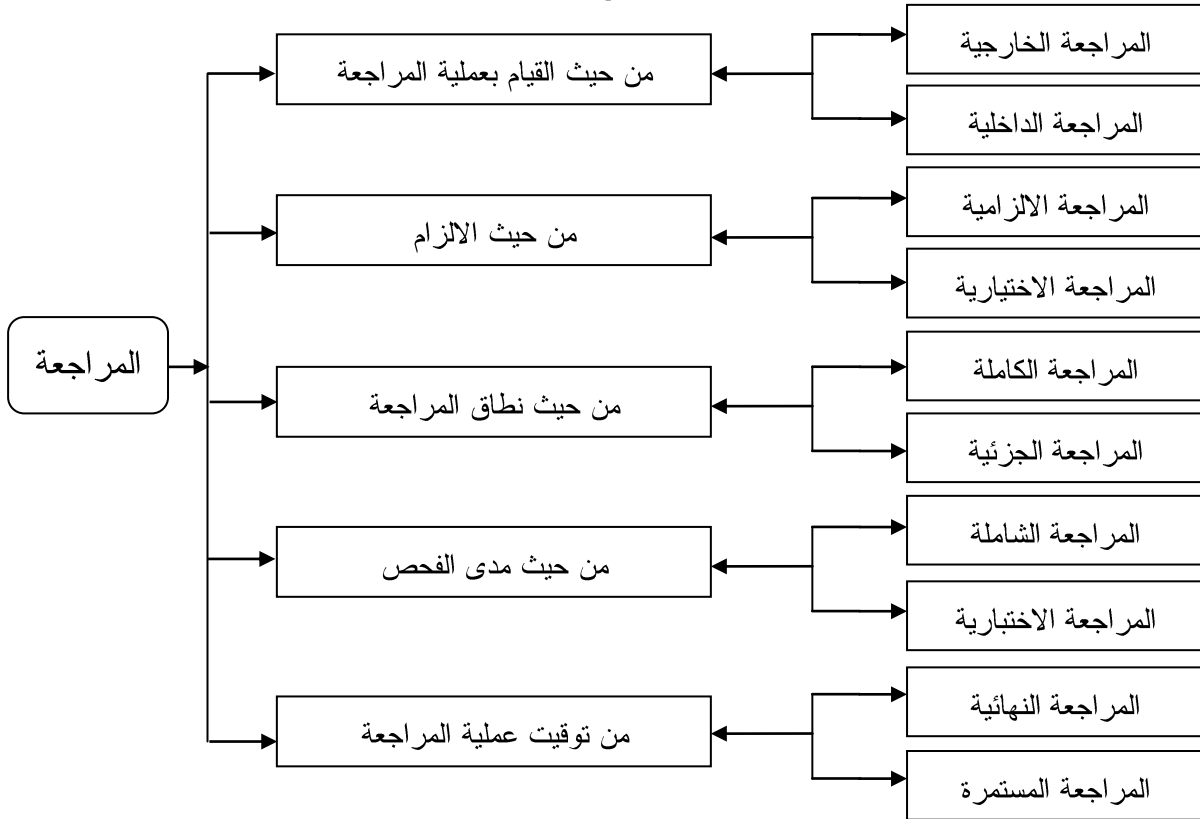 المراجعة
من حيث القيام بعملية المراجعة
المراجعة الخارجية
المراجعة الداخلية
من حيث الالزام
المراجعة الالزامية
المراجعة الاختيارية
من حيث نطاق المراجعة
المراجعة الكاملة
المراجعة الجزئية
من حيث مدى الفحص
المراجعة الشاملة
المراجعة الاختبارية
من توقيت عملية المراجعة
المراجعة النهائية
المراجعة المستمرة